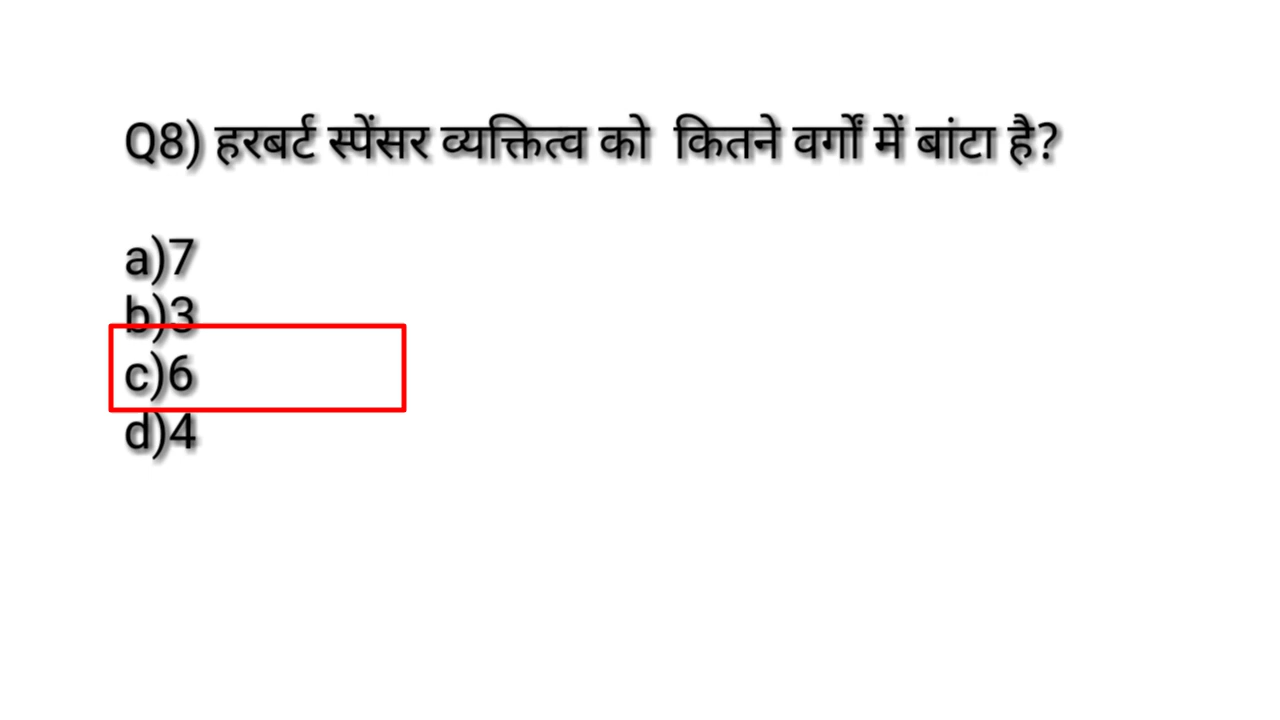 Q8) हरबर्ट स्पेंसर व्यक्तित्व को  कितने वर्गों में बांटा है?
a)7
b)3
c)6
d)4